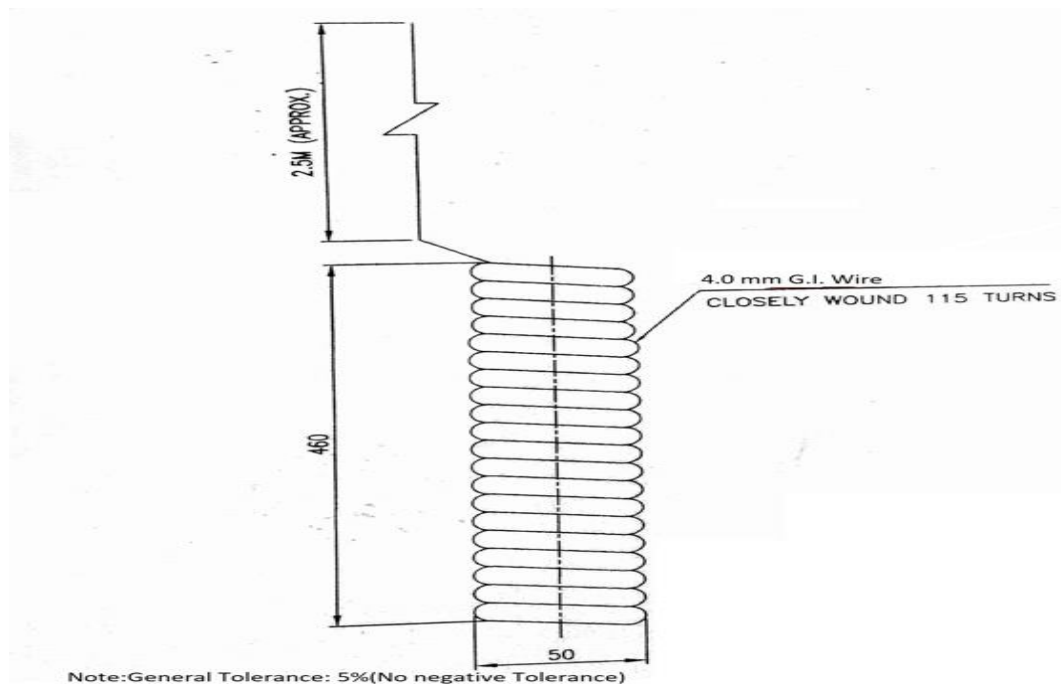 2.5M (APPROX.)
4.0 mm G.I. Wire
CLOSELY WOUND 115 TURNS
460
50
Note:General Tolerance: 5%(No negative Tolerance)